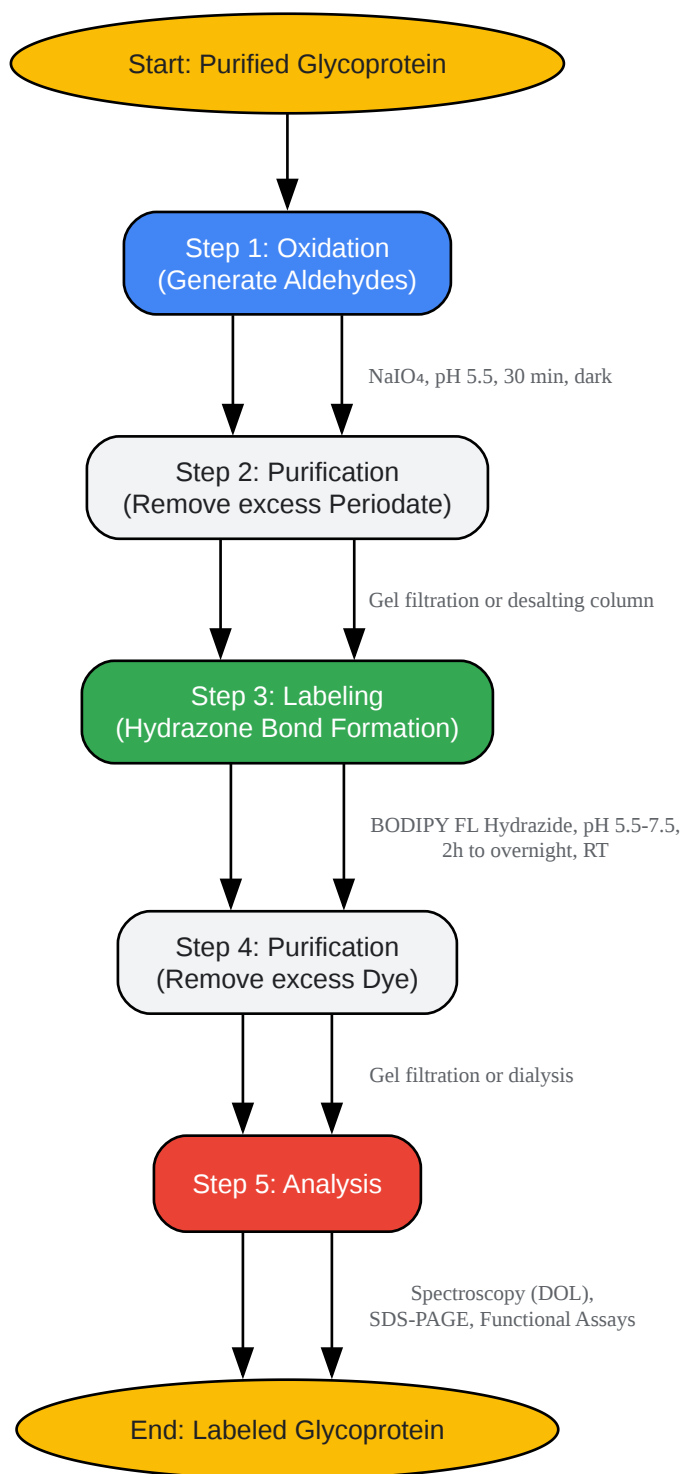 Start: Purified Glycoprotein
Step 1: Oxidation
(Generate Aldehydes)
NaIO₄, pH 5.5, 30 min, dark
Step 2: Purification
(Remove excess Periodate)
Gel filtration or desalting column
Step 3: Labeling
(Hydrazone Bond Formation)
BODIPY FL Hydrazide, pH 5.5-7.5,
2h to overnight, RT
Step 4: Purification
(Remove excess Dye)
Gel filtration or dialysis
Step 5: Analysis
Spectroscopy (DOL),
SDS-PAGE, Functional Assays
End: Labeled Glycoprotein